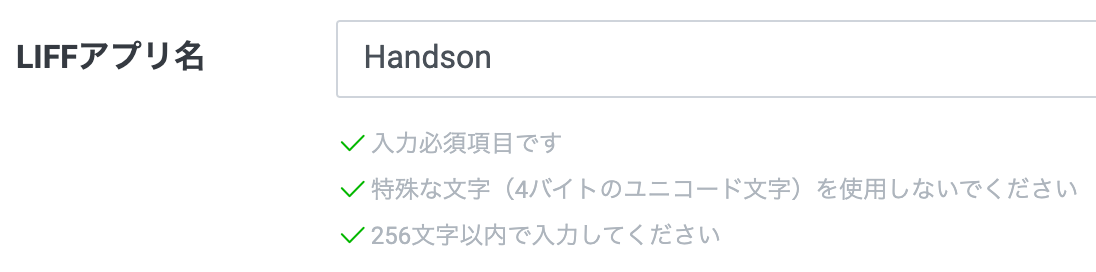 LIFFアプリ名
Handson
入力必須項目です
特殊な文字（4バイトのユニコード文字）を使用しないでください
256文字以内で入力してください